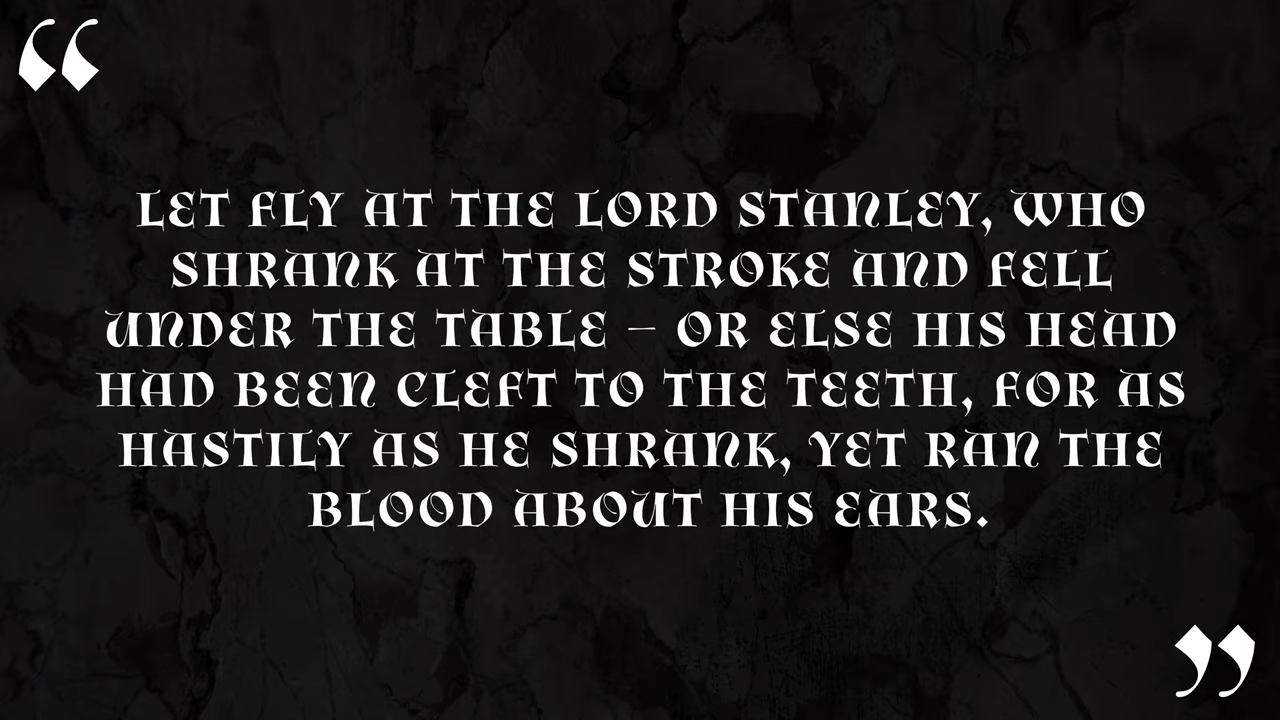 “
LET FLY AT THE LORD STANLEY, WHO
SHRANK AT THE STROKE AND FELL
UNDER THE TABLE – OR ELSE HIS HEAD
HAD BEEN CLEFT TO THE TEETH, FOR AS
HASTILY AS HE SHRANK, YET RAN THE
BLOOD ABOUT HIS EARS.
”